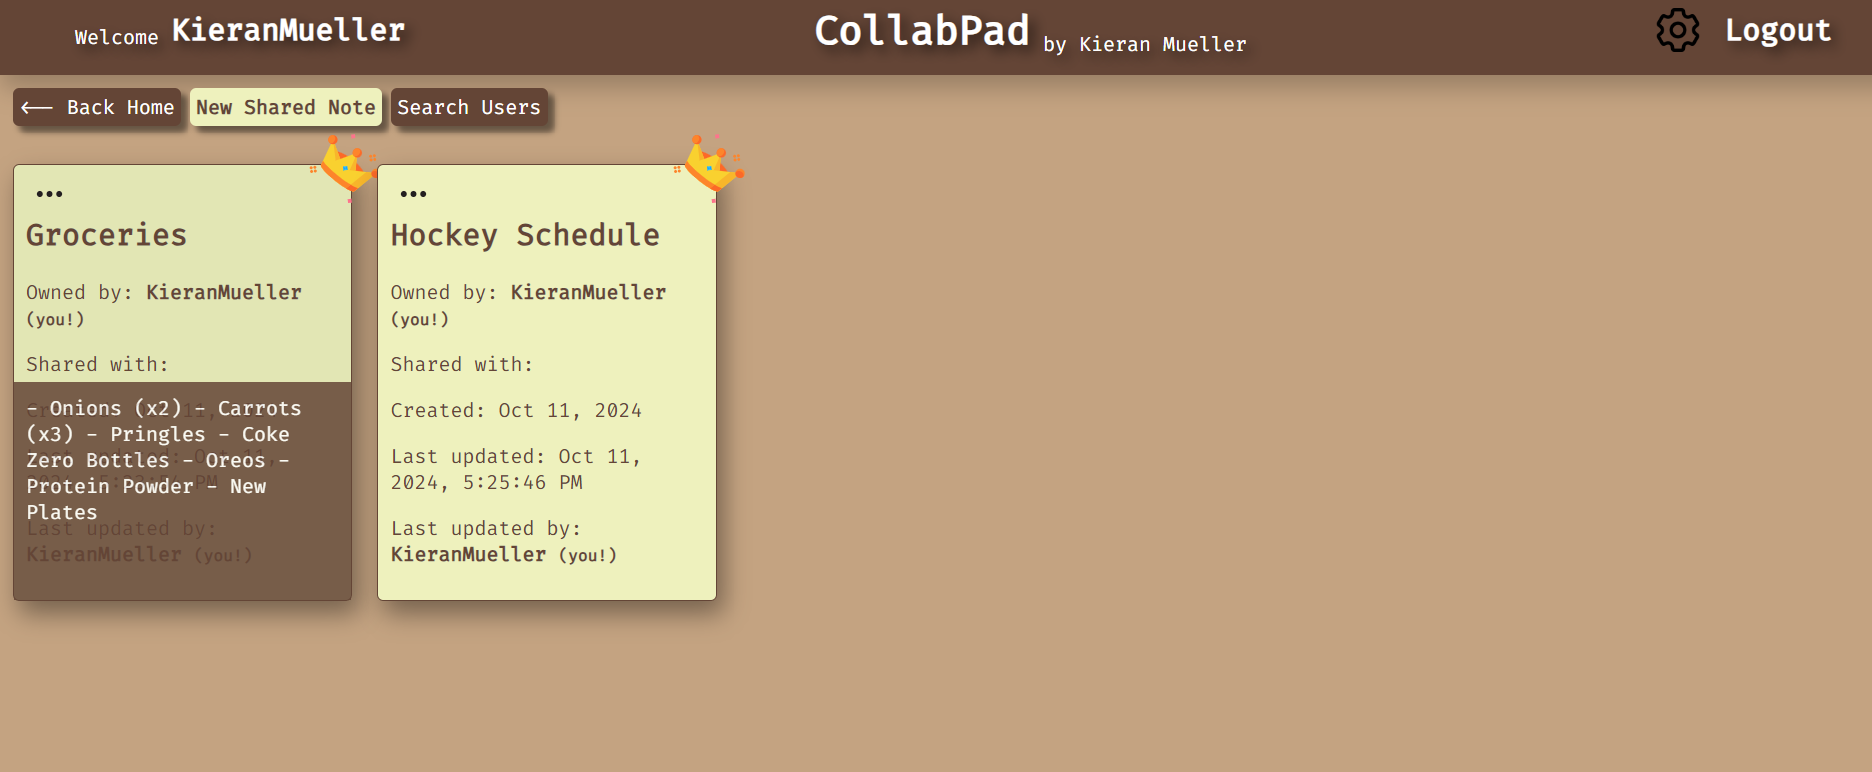 Welcome KieranMueller
CollabPad by Kieran Mueller
Logout
⟵ Back Home
New Shared Note
Search Users
Groceries
Owned by: KieranMueller
(you!)
Shared with:
- Onions (x2) - Carrots
(x3) - Pringles - Coke
Zero Bottles - Oreos -
Protein Powder - New
Plates
Last updated by:
KieranMueller (you!)
Hockey Schedule
Owned by: KieranMueller
(you!)
Shared with:
Created: Oct 11, 2024
Last updated: Oct 11,
2024, 5:25:46 PM
Last updated by:
KieranMueller (you!)